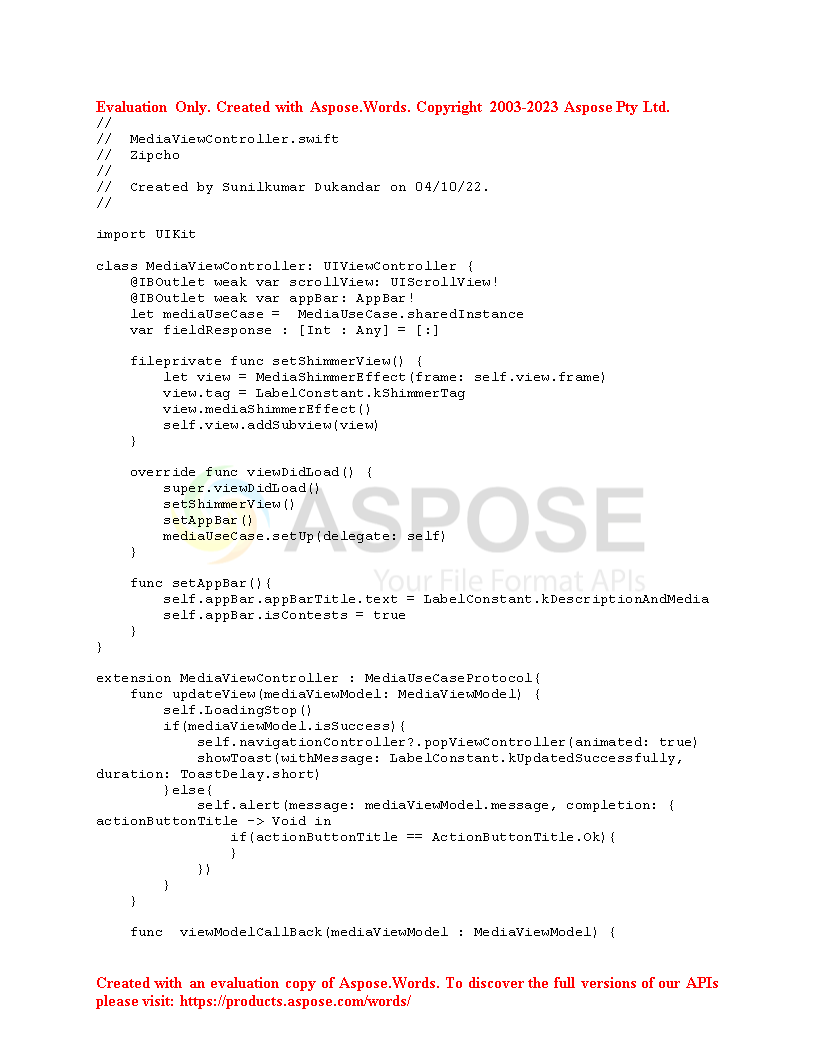 Evaluation Only. Created with Aspose.Words. Copyright 2003-2023 Aspose Pty Ltd.
//
//  MediaViewController.swift
//  Zipcho
//
//  Created by Sunilkumar Dukandar on 04/10/22.
//
import UIKit
class MediaViewController: UIViewController {
    @IBOutlet weak var scrollView: UIScrollView!
    @IBOutlet weak var appBar: AppBar!
    let mediaUseCase =  MediaUseCase.sharedInstance
    var fieldResponse : [Int : Any] = [:]
    fileprivate func setShimmerView() {
        let view = MediaShimmerEffect(frame: self.view.frame)
        view.tag = LabelConstant.kShimmerTag
        view.mediaShimmerEffect()
        self.view.addSubview(view)
    }
    override func viewDidLoad() {
        super.viewDidLoad()
        setShimmerView()
        setAppBar()
        mediaUseCase.setUp(delegate: self)
    }
ASPOSE
Your File Format APIs
    func setAppBar(){
        self.appBar.appBarTitle.text = LabelConstant.kDescriptionAndMedia
        self.appBar.isContests = true
    }
}
extension MediaViewController : MediaUseCaseProtocol{
    func updateView(mediaViewModel: MediaViewModel) {
        self.LoadingStop()
        if(mediaViewModel.isSuccess){
            self.navigationController?.popViewController(animated: true)
            showToast(withMessage: LabelConstant.kUpdatedSuccessfully,
duration: ToastDelay.short)
        }else{
            self.alert(message: mediaViewModel.message, completion: {
actionButtonTitle -> Void in
                if(actionButtonTitle == ActionButtonTitle.Ok){
                }
            })
        }
    }
    func  viewModelCallBack(mediaViewModel : MediaViewModel) {
Created with an evaluation copy of Aspose.Words. To discover the full versions of our APIs
please visit: https://products.aspose.com/words/